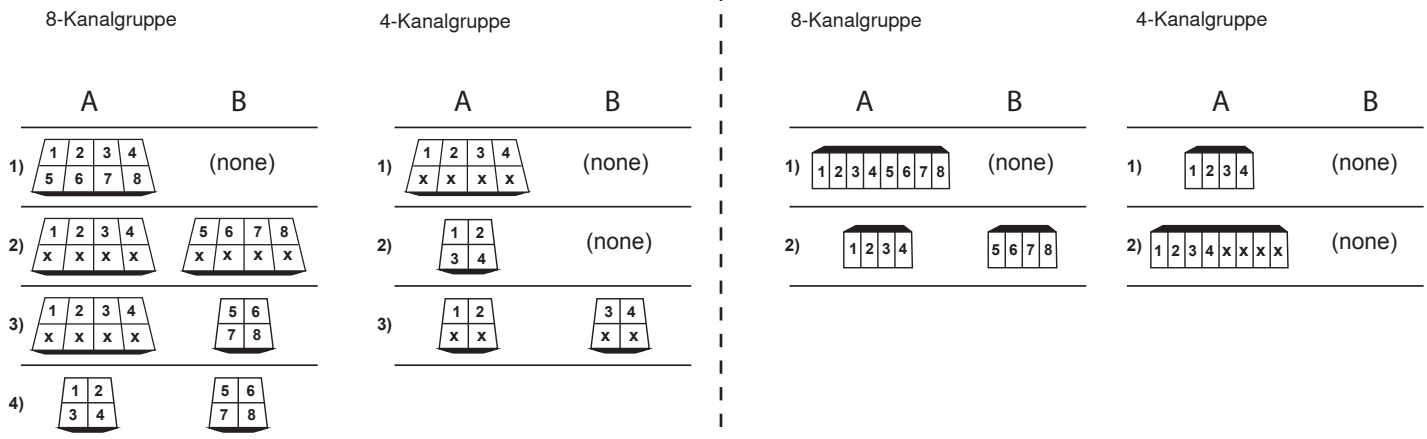 8-Kanalgruppe
A B
1) 1 2 3 4 (none)
5 6 7 8
2) 1 2 3 4 5 6 7 8
x x x x x x x x
3) 1 2 3 4 5 6
x x x x 7 8
4) 1 2 5 6
3 4 7 8
4-Kanalgruppe
A B
1) 1 2 3 4 (none)
x x x x
2) 1 2 (none)
3 4
3) 1 2 3 4
x x x x
8-Kanalgruppe
A B
1) 1 2 3 4 5 6 7 8 (none)
2) 1 2 3 4 5 6 7 8
4-Kanalgruppe
A B
1) 1 2 3 4 (none)
2) 1 2 3 4 x x x x (none)